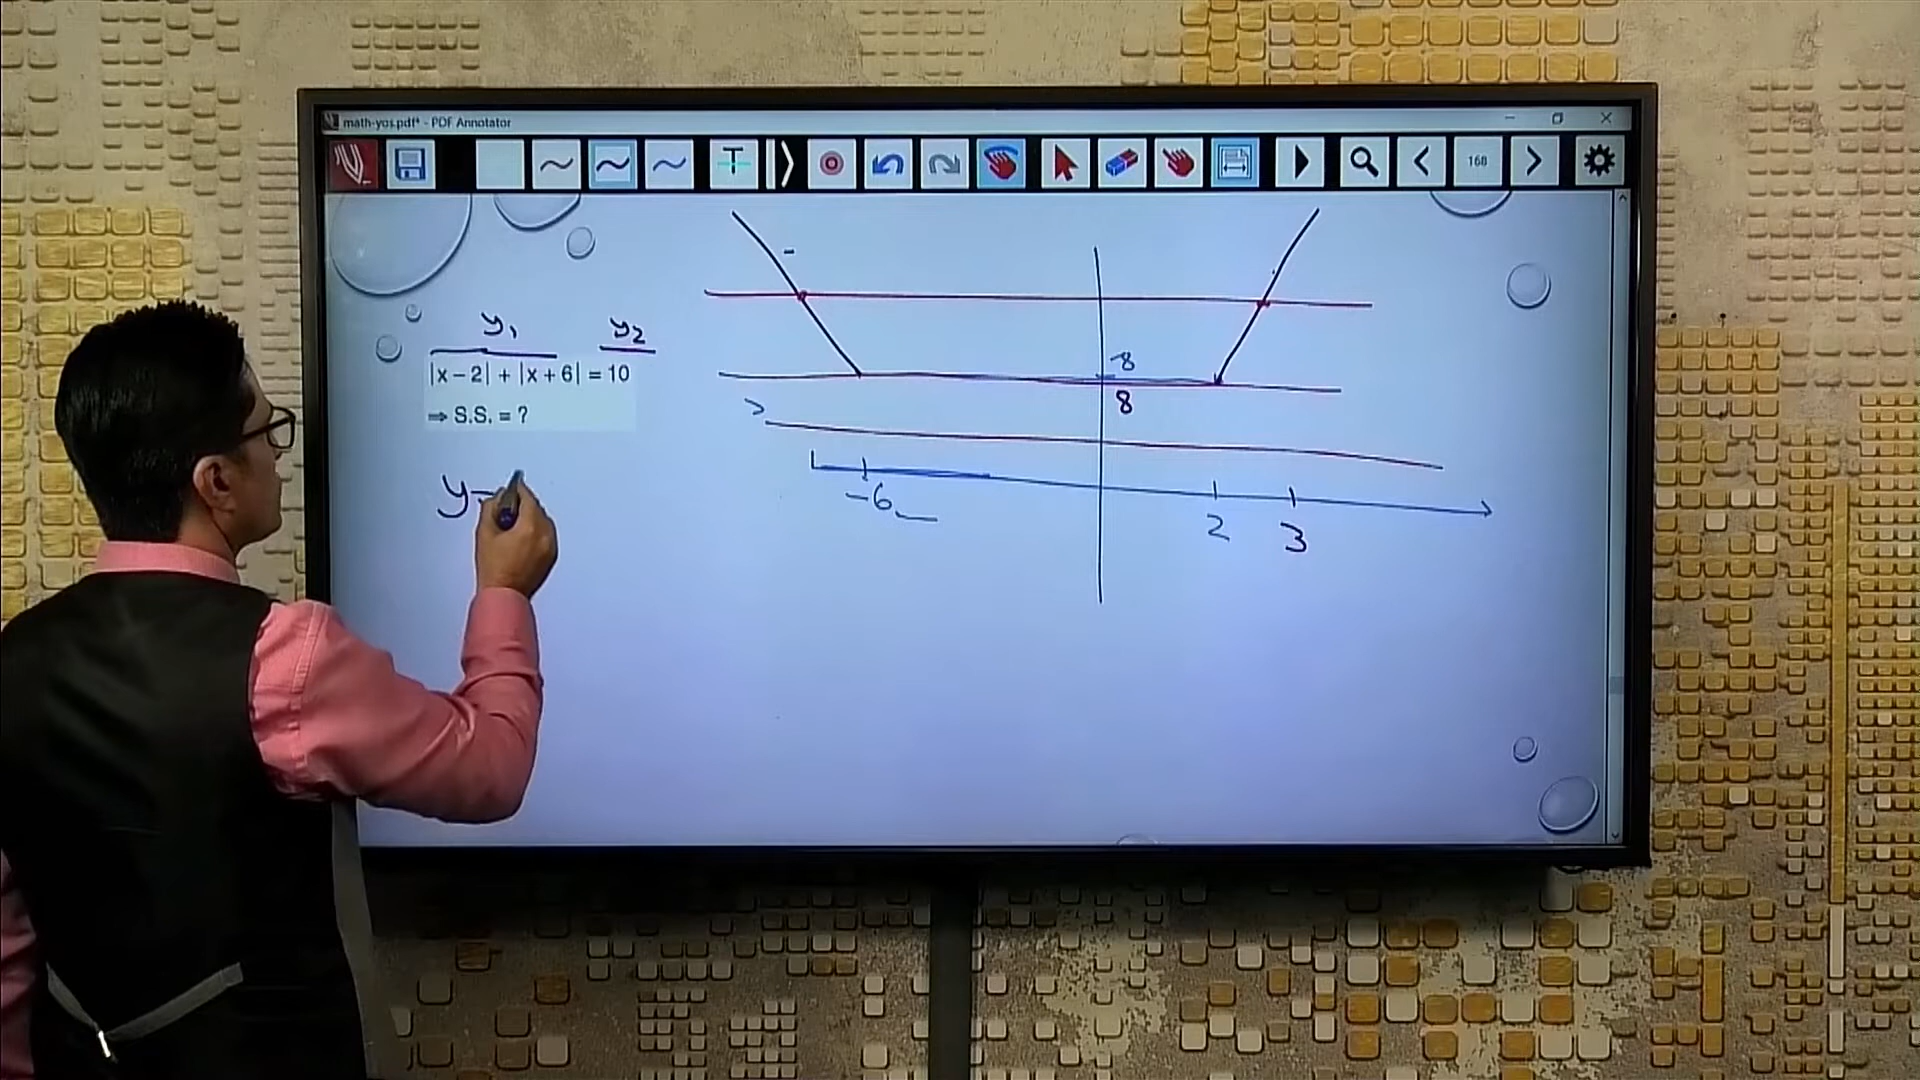 math-yos.pdf* - PDF Annotator
168
y₁ y₂
|x – 2| + |x + 6| = 10
⇒ S.S. = ?
y=
8
8
-6
2
3